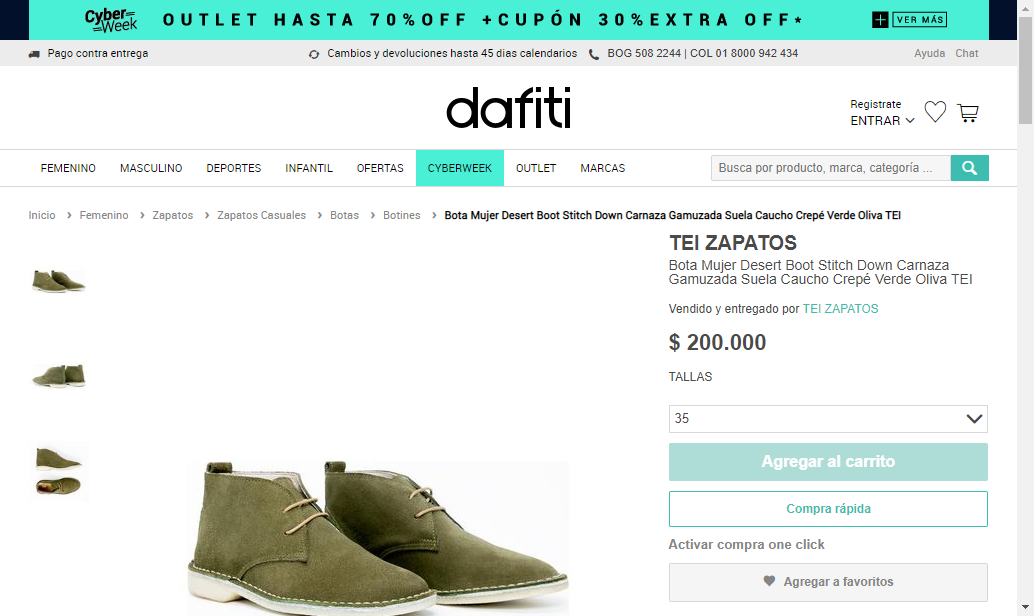 Cyber Week
OUTLET HASTA 70%OFF +CUPÓN 30%EXTRA OFF*
+ VER MÁS
Pago contra entrega
Cambios y devoluciones hasta 45 dias calendarios
BOG 508 2244 | COL 01 8000 942 434
Ayuda Chat
dafiti
Registrate
ENTRAR
FEMENINO MASCULINO DEPORTES INFANTIL OFERTAS CYBERWEEK OUTLET MARCAS
Busca por producto, marca, categoría ...
Inicio › Femenino › Zapatos › Zapatos Casuales › Botas › Botines › Bota Mujer Desert Boot Stitch Down Carnaza Gamuzada Suela Caucho Crepé Verde Oliva TEI
TEI ZAPATOS
Bota Mujer Desert Boot Stitch Down Carnaza
Gamuzada Suela Caucho Crepé Verde Oliva TEI
Vendido y entregado por TEI ZAPATOS
$ 200.000
TALLAS
35
Agregar al carrito
Compra rápida
Activar compra one click
Agregar a favoritos